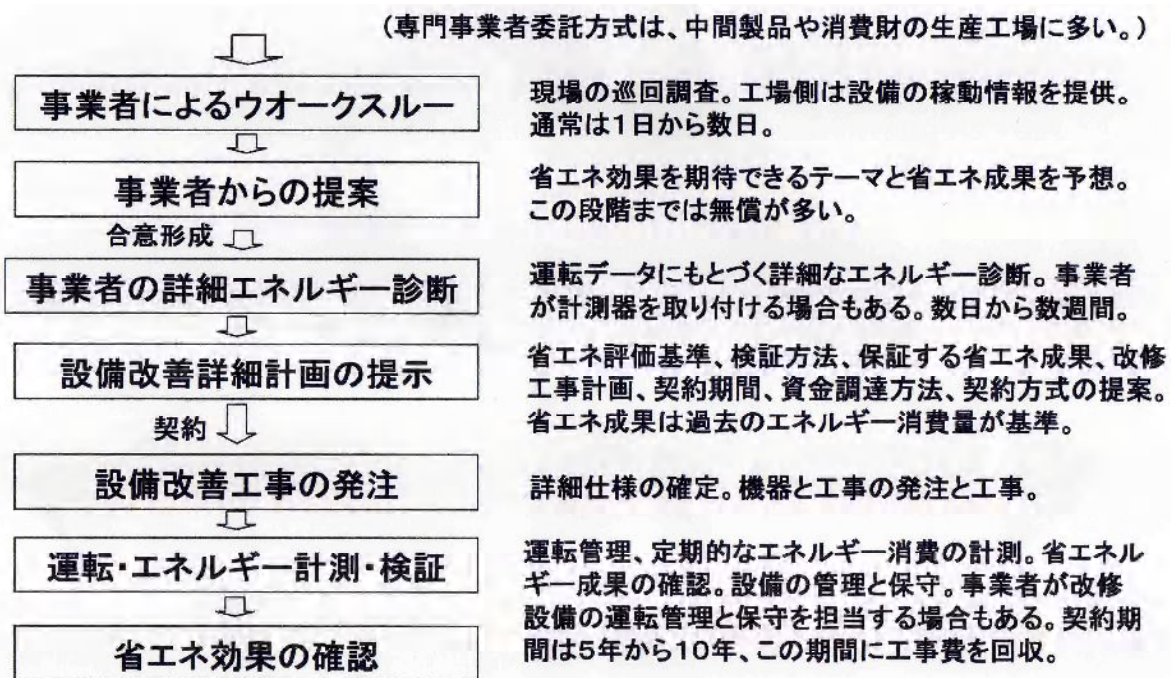 (専門事業者委託方式は、中間製品や消費財の生産工場に多い。)
事業者によるウオークスルー
現場の巡回調査。工場側は設備の稼動情報を提供。
通常は1日から数日。
事業者からの提案
省エネ効果を期待できるテーマと省エネ成果を予想。
この段階までは無償が多い。
合意形成
事業者の詳細エネルギー診断
運転データにもとづく詳細なエネルギー診断。事業者
が計測器を取り付ける場合もある。数日から数週間。
設備改善詳細計画の提示
省エネ評価基準、検証方法、保証する省エネ成果、改修
工事計画、契約期間、資金調達方法、契約方式の提案。
省エネ成果は過去のエネルギー消費量が基準。
契約
設備改善工事の発注
詳細仕様の確定。機器と工事の発注と工事。
運転・エネルギー計測・検証
運転管理、定期的なエネルギー消費の計測。省エネル
ギー成果の確認。設備の管理と保守。事業者が改修
設備の運転管理と保守を担当する場合もある。契約期
間は5年から10年、この期間に工事費を回収。
省エネ効果の確認